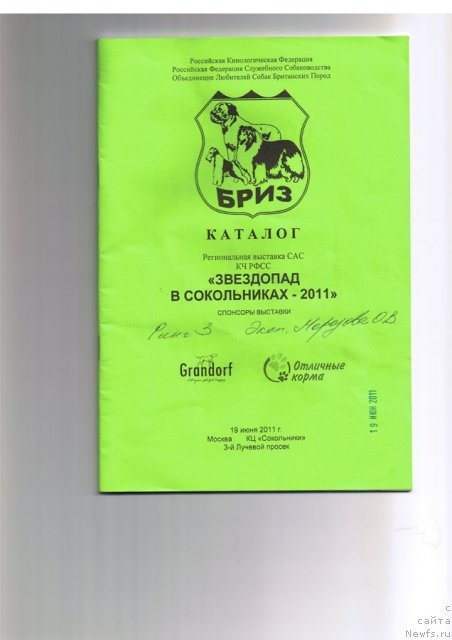 Российская Кинологическая Федерация
Российская Федерация Служебного Собаководства
Объединение Любителей Собак Британских Пород
БРИЗ
КАТАЛОГ
Региональная выставка САС
КЧ РФСС
«ЗВЕЗДОПАД
В СОКОЛЬНИКАХ - 2011»
СПОНСОРЫ ВЫСТАВКИ
Ринг 3 Эксп. Морозова О.В
Grandorf
Отличные
корма
19 ИЮН 2011
19 июня 2011 г.
Москва КЦ «Сокольники»
3-й Лучевой просек
с
сайта
Newfs.ru